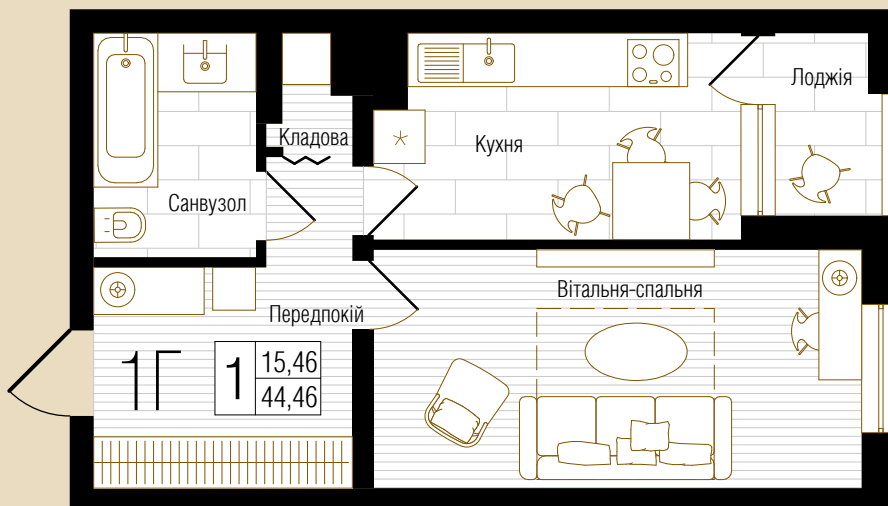 Лоджія
Кладова
Кухня
Санвузол
Вітальня-спальня
Передпокій
1Г
1
15,46
44,46